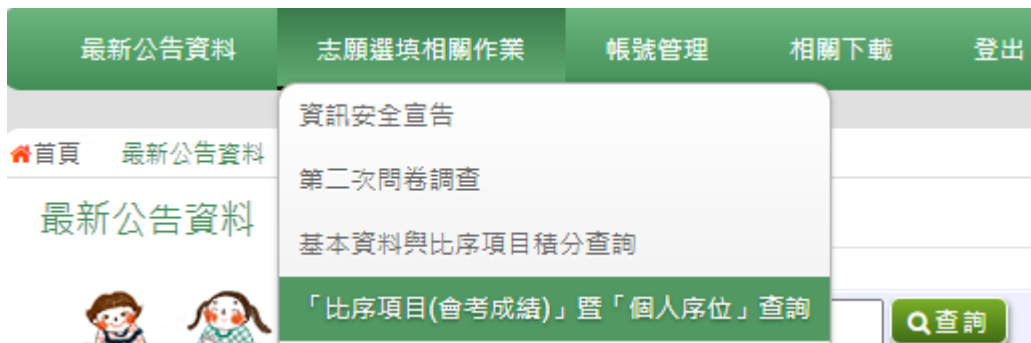 最新公告資料 志願選填相關作業 帳號管理 相關下載 登出
資訊安全宣告
首頁 最新公告資料
第二次問卷調查
最新公告資料
基本資料與比序項目積分查詢
「比序項目(會考成績)」暨「個人序位」查詢
查詢